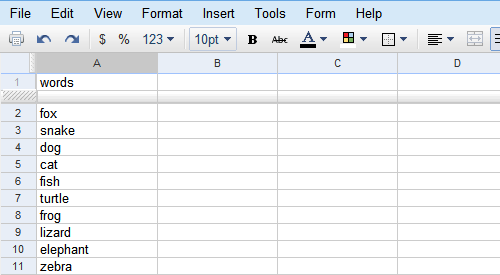 File Edit View Format Insert Tools Form Help
$ % 123 10pt B Abc A
A B C D
1 words
2 fox
3 snake
4 dog
5 cat
6 fish
7 turtle
8 frog
9 lizard
10 elephant
11 zebra